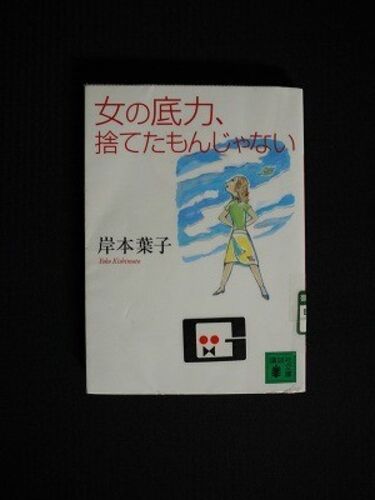 女の底力、
捨てたもんじゃない
岸本葉子
Yoko Kishimoto
講談社
文庫